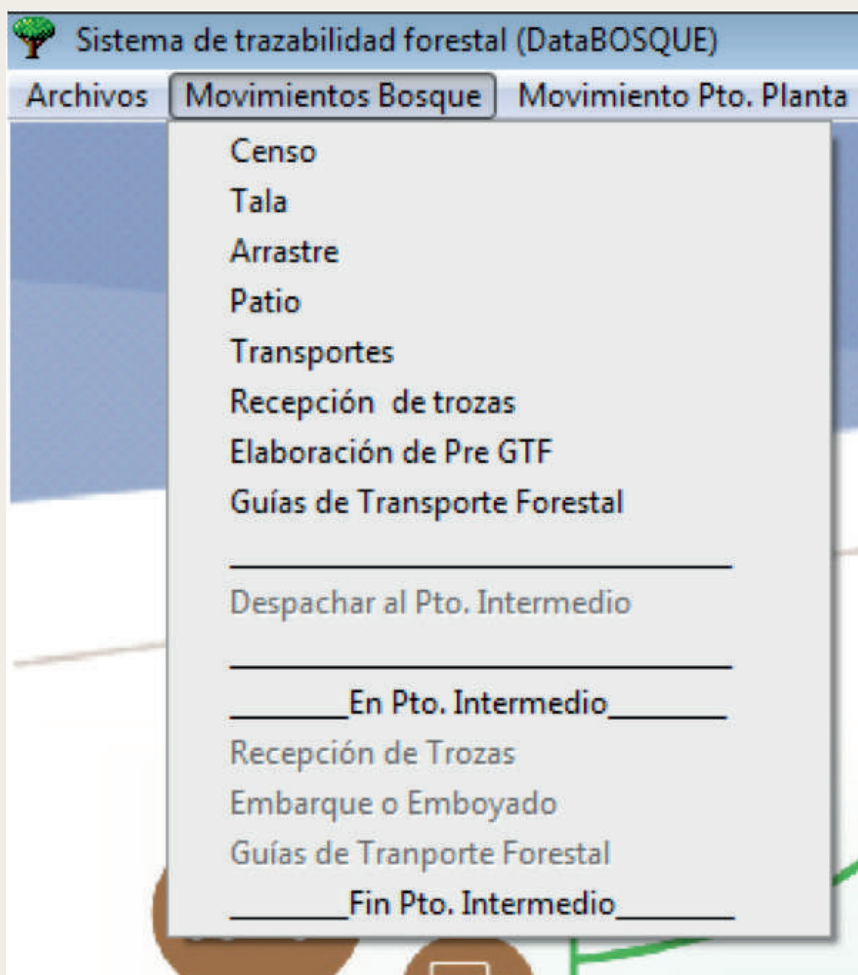 Sistema de trazabilidad forestal (DataBOSQUE)
Archivos Movimientos Bosque Movimiento Pto. Planta
Censo
Tala
Arrastre
Patio
Transportes
Recepción de trozas
Elaboración de Pre GTF
Guías de Transporte Forestal
Despachar al Pto. Intermedio
_______En Pto. Intermedio_______
Recepción de Trozas
Embarque o Emboyado
Guías de Tranporte Forestal
_______Fin Pto. Intermedio_______